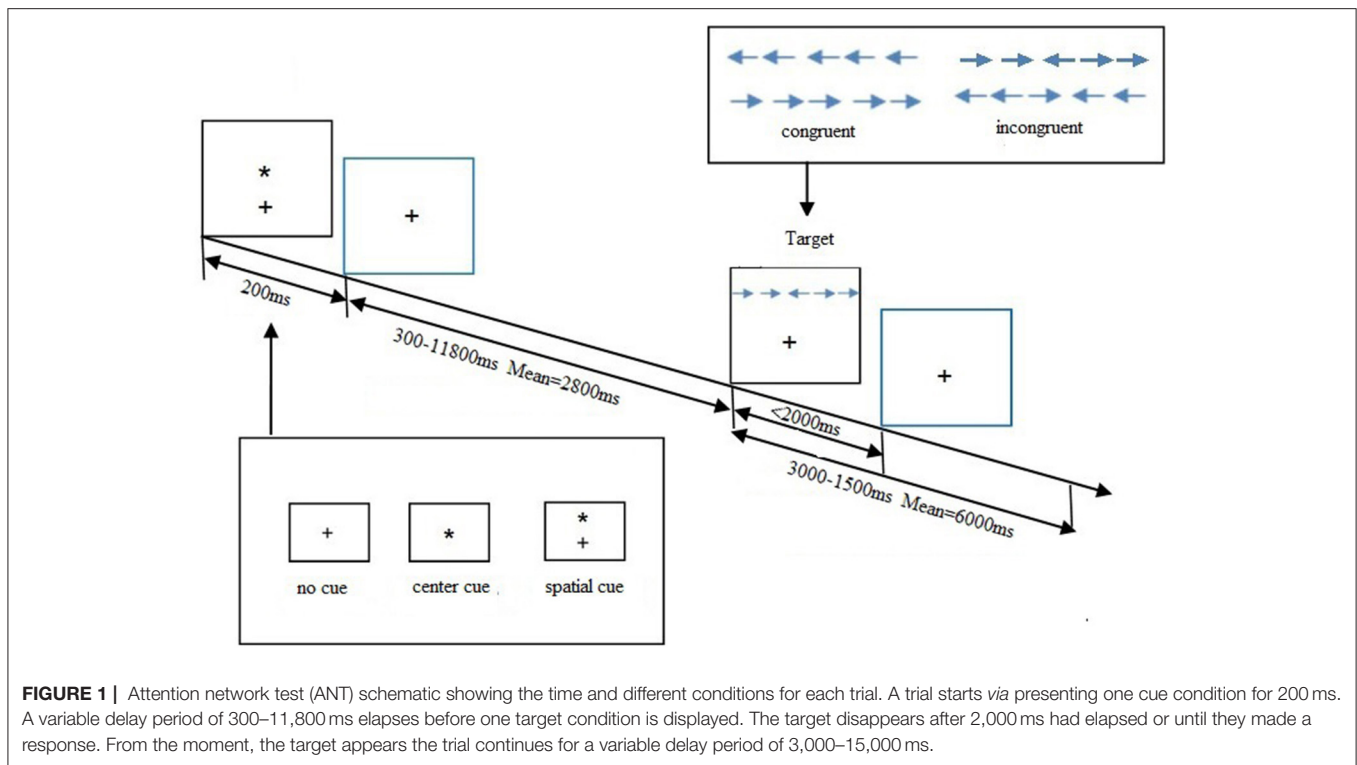 congruent
incongruent
Target
*
+
+
200ms
300-11800ms Mean=2800ms
+
<2000ms
+
3000-1500ms Mean=6000ms
+
*
*
+
no cue
center cue
spatial cue
FIGURE 1 | Attention network test (ANT) schematic showing the time and different conditions for each trial. A trial starts via presenting one cue condition for 200 ms.
A variable delay period of 300–11,800 ms elapses before one target condition is displayed. The target disappears after 2,000 ms had elapsed or until they made a
response. From the moment, the target appears the trial continues for a variable delay period of 3,000–15,000 ms.